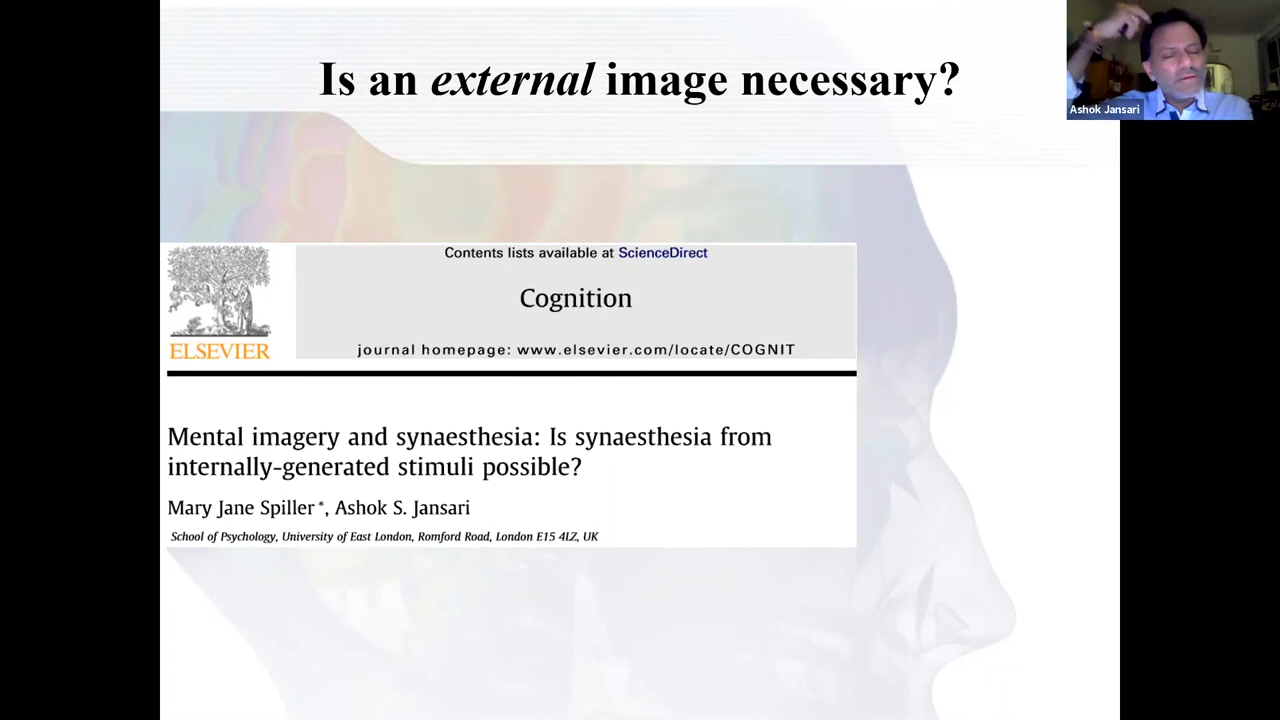 Is an external image necessary?
Ashok Jansari
Contents lists available at ScienceDirect
Cognition
ELSEVIER
journal homepage: www.elsevier.com/locate/COGNIT
Mental imagery and synaesthesia: Is synaesthesia from
internally-generated stimuli possible?
Mary Jane Spiller *, Ashok S. Jansari
School of Psychology, University of East London, Romford Road, London E15 4LZ, UK